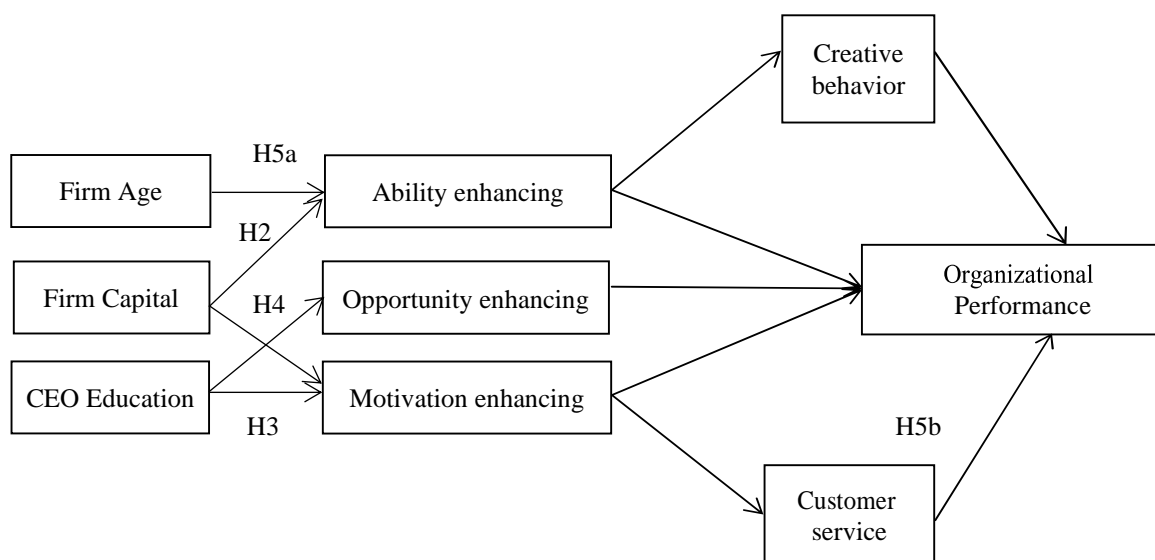 Creative
behavior
H5a
Firm Age
Ability enhancing
H2
Organizational
Performance
Firm Capital
H4
Opportunity enhancing
CEO Education
Motivation enhancing
H3
H5b
Customer
service